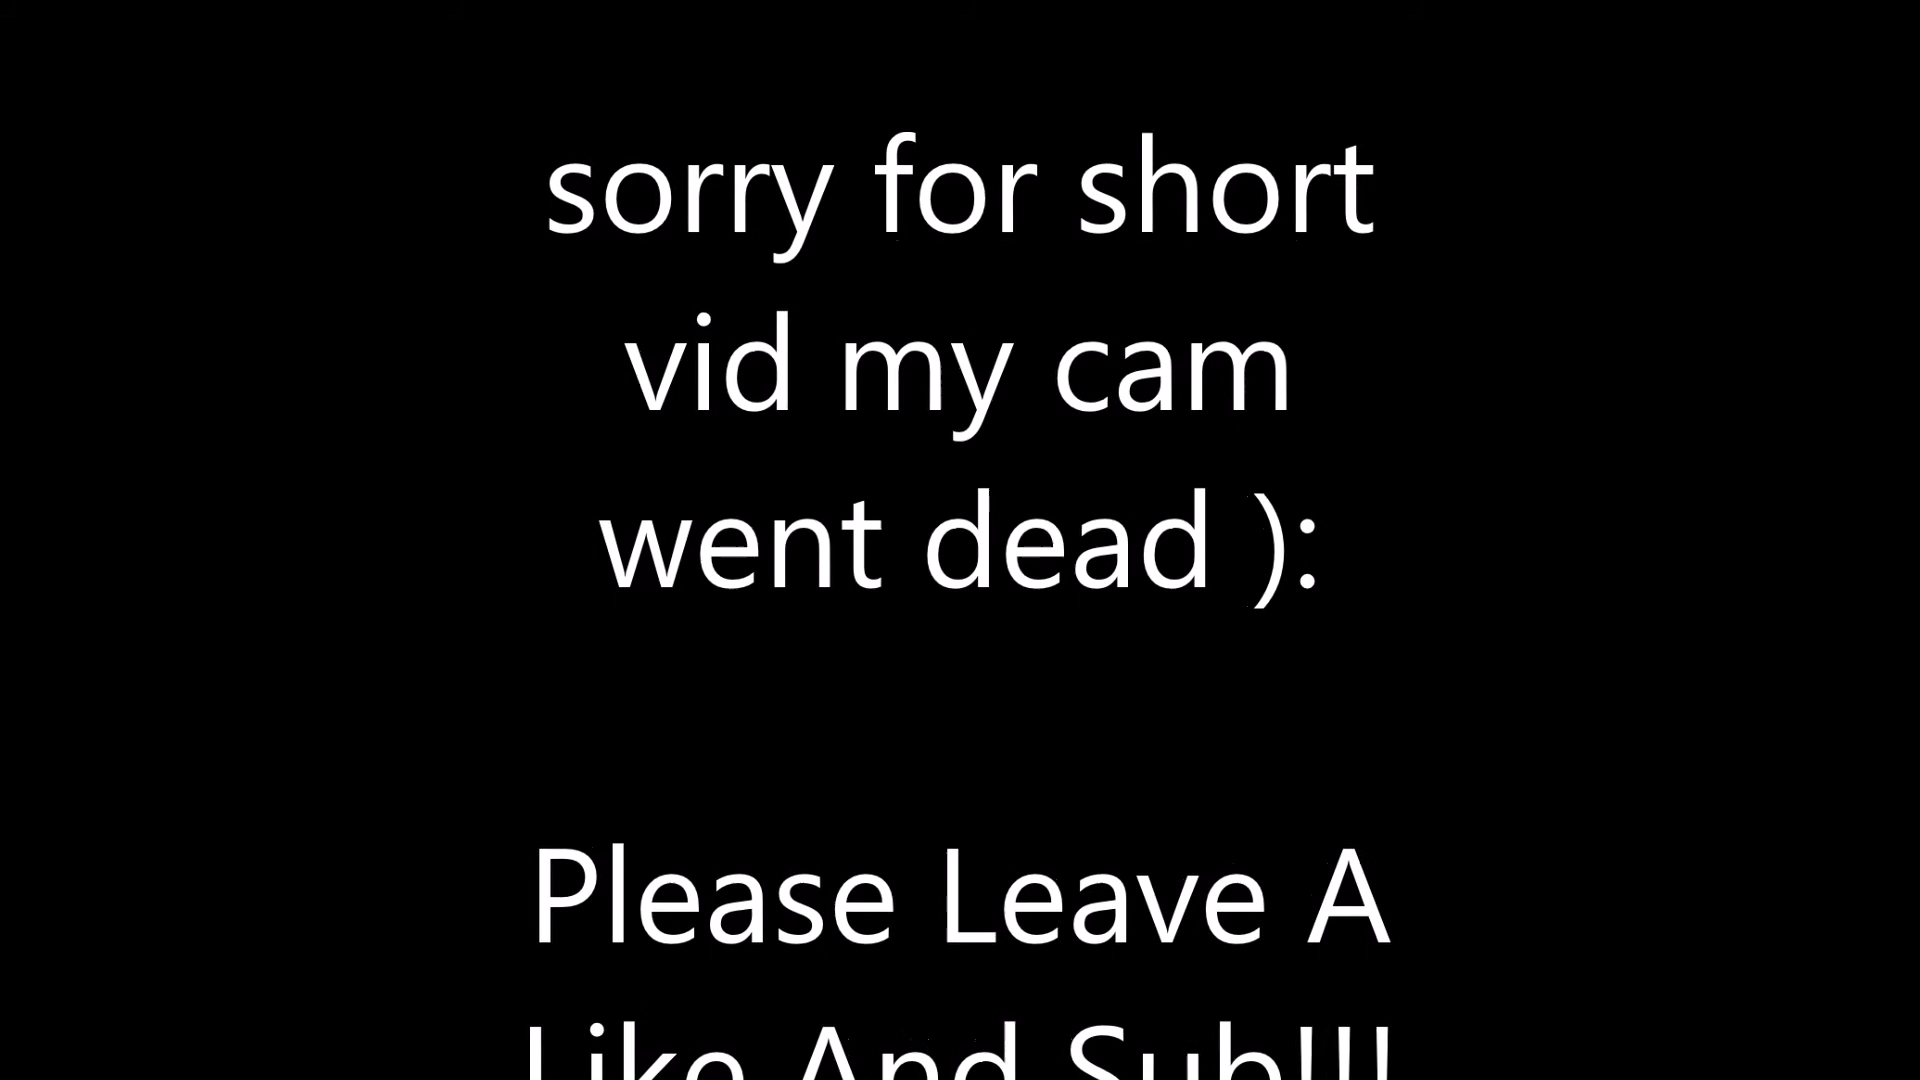 sorry for short
vid my cam
went dead ):
Please Leave A
Like And Sub!!!